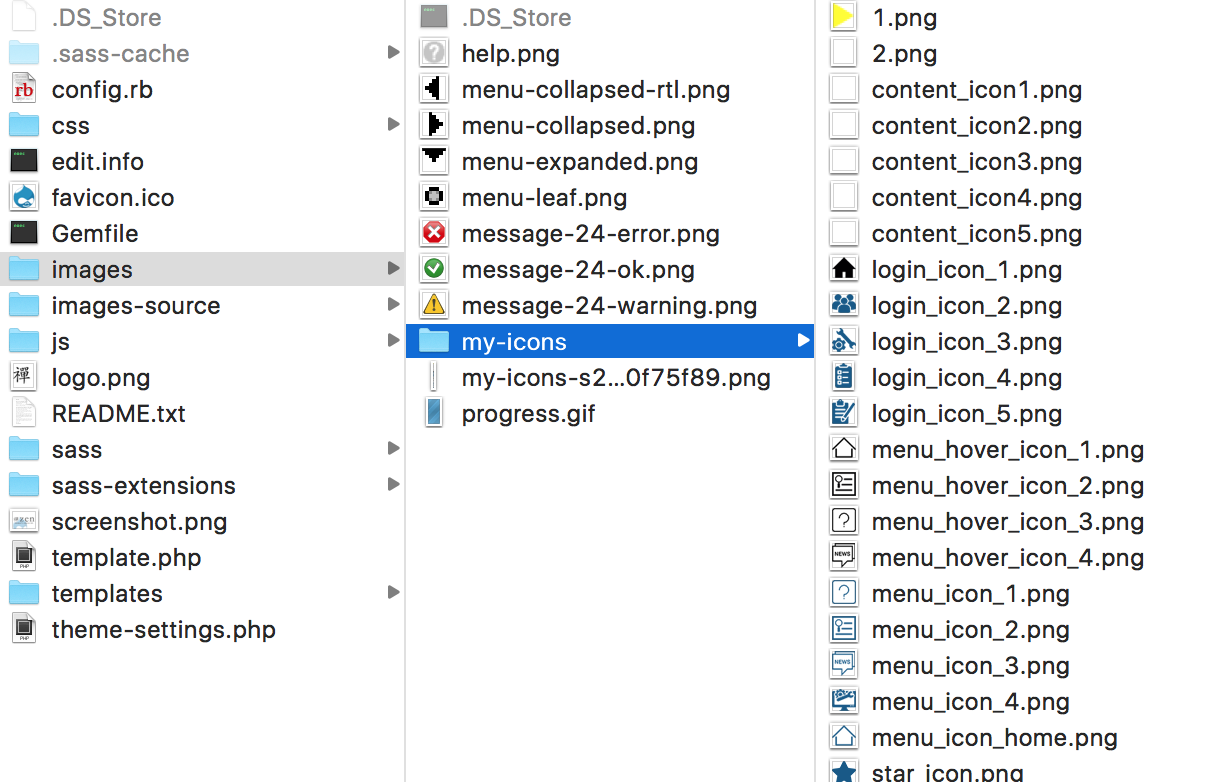 .DS_Store
.sass-cache
config.rb
css
edit.info
favicon.ico
Gemfile
images
images-source
js
logo.png
README.txt
sass
sass-extensions
screenshot.png
template.php
templates
theme-settings.php
.DS_Store
help.png
menu-collapsed-rtl.png
menu-collapsed.png
menu-expanded.png
menu-leaf.png
message-24-error.png
message-24-ok.png
message-24-warning.png
my-icons
my-icons-s2...0f75f89.png
progress.gif
1.png
2.png
content_icon1.png
content_icon2.png
content_icon3.png
content_icon4.png
content_icon5.png
login_icon_1.png
login_icon_2.png
login_icon_3.png
login_icon_4.png
login_icon_5.png
menu_hover_icon_1.png
menu_hover_icon_2.png
menu_hover_icon_3.png
menu_hover_icon_4.png
menu_icon_1.png
menu_icon_2.png
menu_icon_3.png
menu_icon_4.png
menu_icon_home.png
star_icon.png